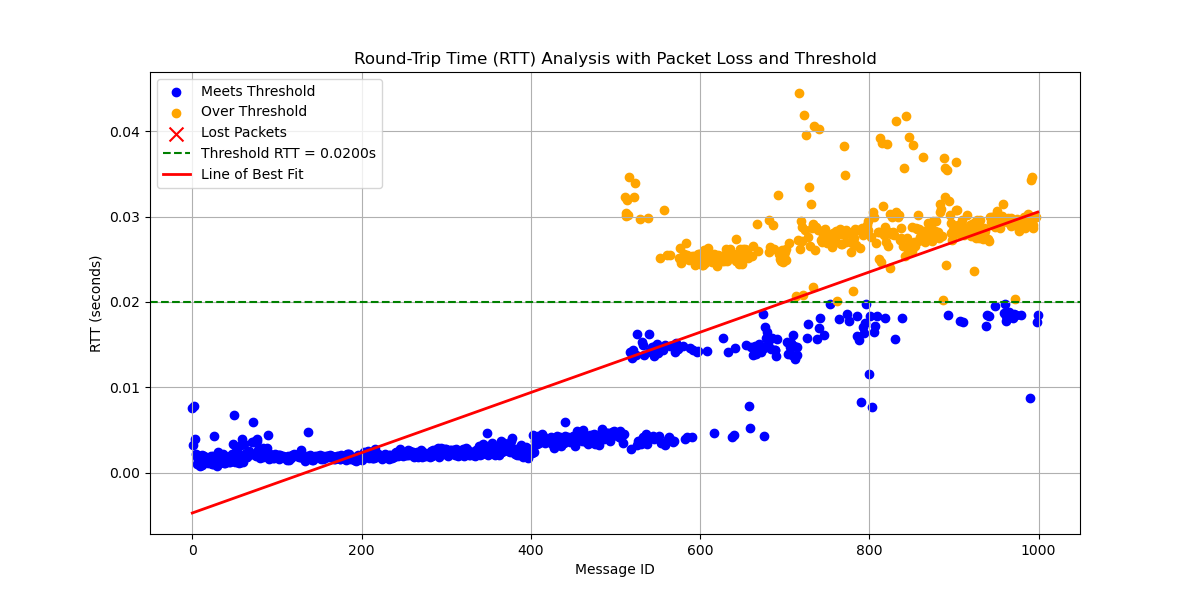 Round-Trip Time (RTT) Analysis with Packet Loss and Threshold
Meets Threshold
Over Threshold
Lost Packets
Threshold RTT = 0.0200s
Line of Best Fit
RTT (seconds)
0.04
0.03
0.02
0.01
0.00
0 200 400 600 800 1000
Message ID